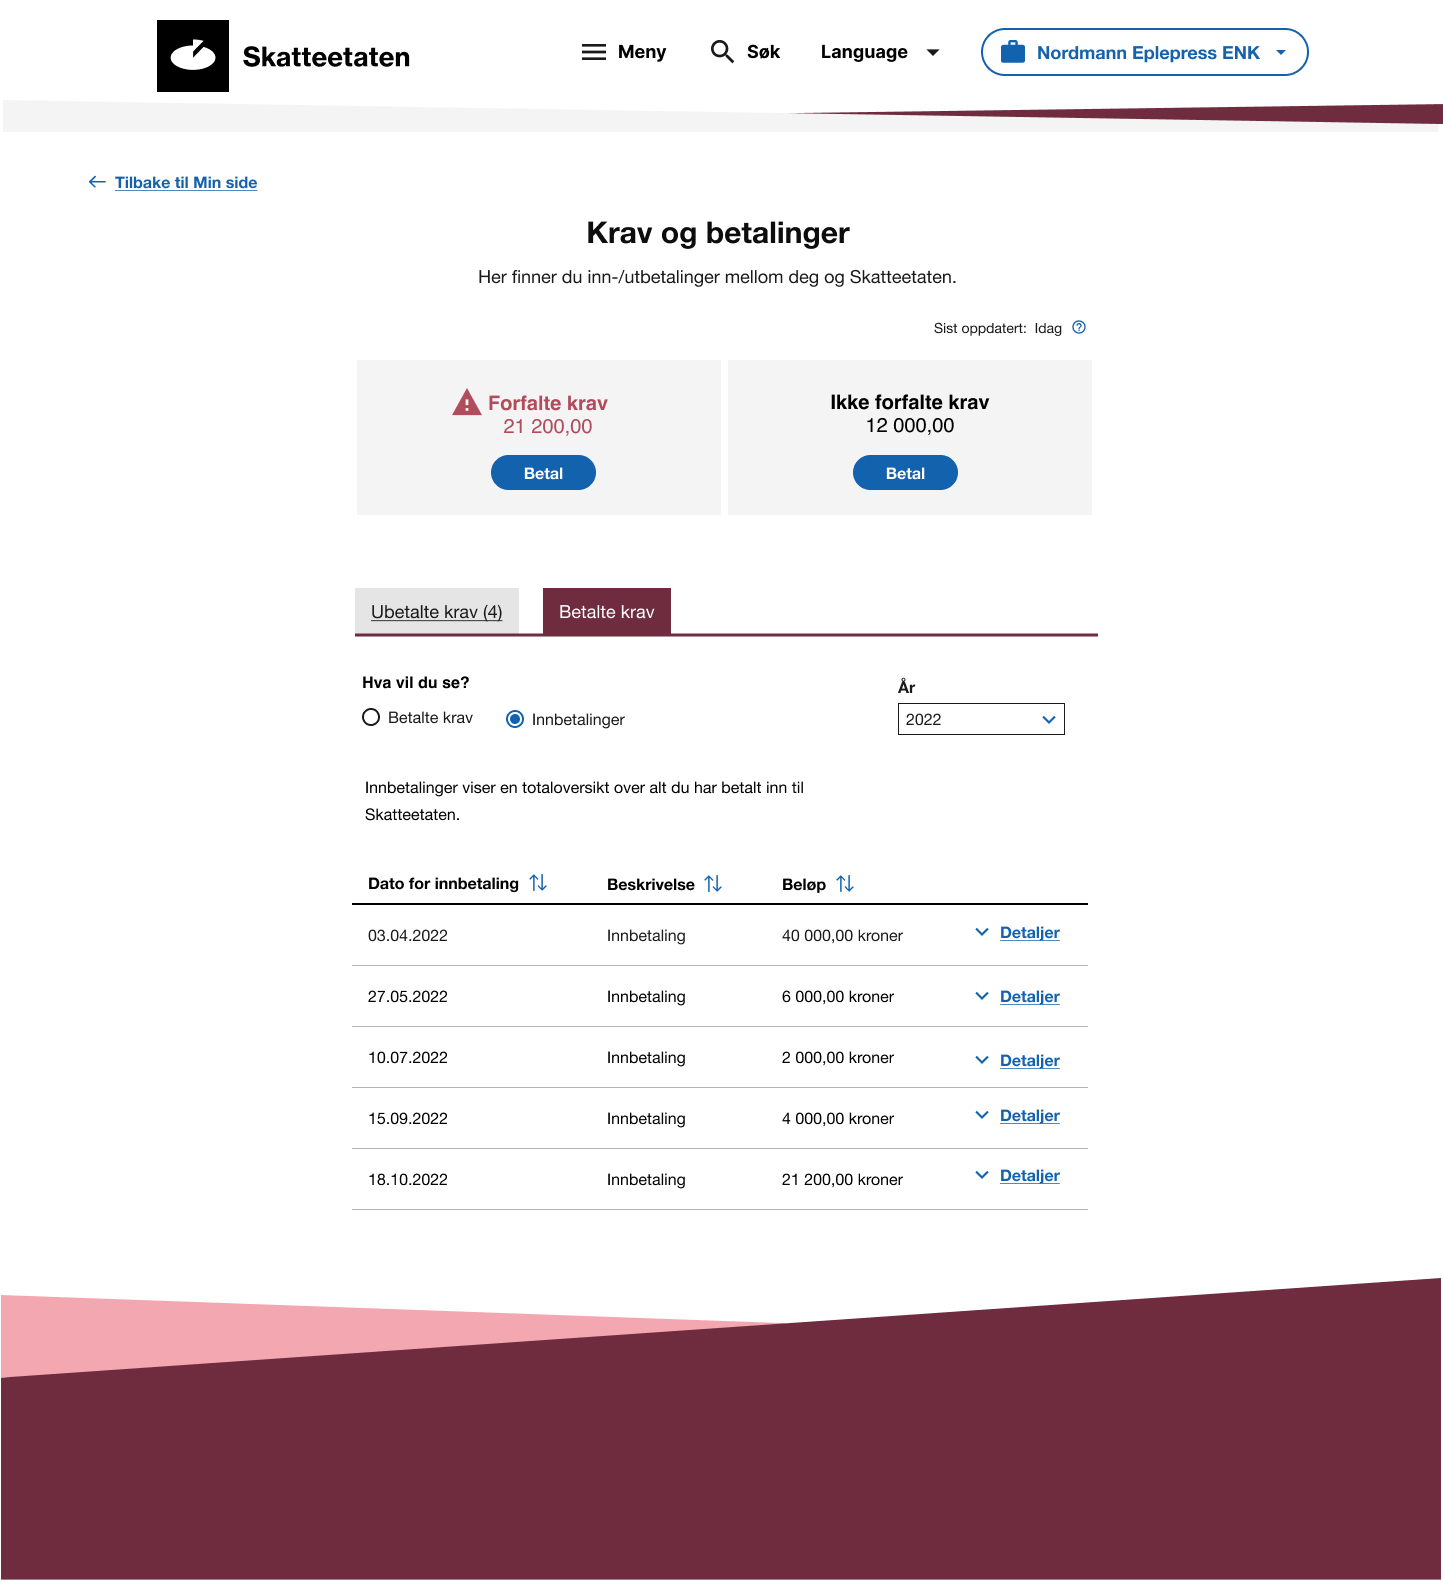 Skatteetaten
Meny
Søk
Language
Nordmann Eplepress ENK
Tilbake til Min side
Krav og betalinger
Her finner du inn-/utbetalinger mellom deg og Skatteetaten.
Sist oppdatert: Idag
Forfalte krav
21 200,00
Betal
Ikke forfalte krav
12 000,00
Betal
Ubetalte krav (4)
Betalte krav
Hva vil du se?
Betalte krav
Innbetalinger
År
2022
Innbetalinger viser en totaloversikt over alt du har betalt inn til
Skatteetaten.
Dato for innbetaling Beskrivelse Beløp
03.04.2022 Innbetaling 40 000,00 kroner Detaljer
27.05.2022 Innbetaling 6 000,00 kroner Detaljer
10.07.2022 Innbetaling 2 000,00 kroner Detaljer
15.09.2022 Innbetaling 4 000,00 kroner Detaljer
18.10.2022 Innbetaling 21 200,00 kroner Detaljer